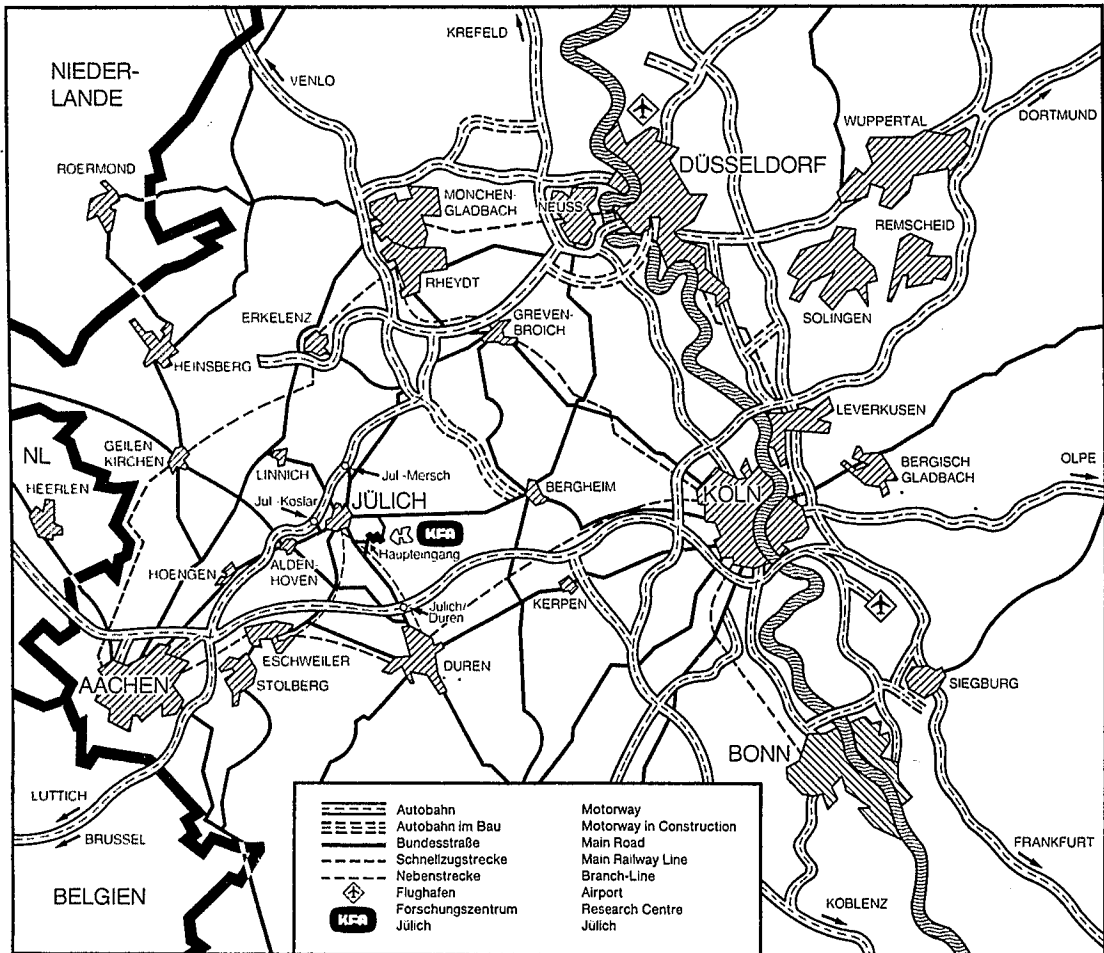 KREFELD
NIEDER-
LANDE
VENLO
DORTMUND
WUPPERTAL
DÜSSELDORF
ROERMOND
MÖNCHEN-
GLADBACH
NEUSS
REMSCHEID
RHEYDT
ERKELENZ
GREVEN-
BROICH
SOLINGEN
HEINSBERG
LEVERKUSEN
GEILEN
KIRCHEN
NL
HEERLEN
LINNICH
Jul -Mersch
BERGHEIM
BERGISCH
GLADBACH
OLPE
Jul -Koslar
JÜLICH
KÖLN
KFA
Haupteingang
HOENGEN
ALDEN-
HOVEN
KERPEN
Jülich/
Duren
ESCHWEILER
DUREN
AACHEN
STOLBERG
SIEGBURG
BONN
LUTTICH
BRUSSEL
FRANKFURT
BELGIEN
KOBLENZ
Autobahn Motorway
Autobahn im Bau Motorway in Construction
Bundesstraße Main Road
Schnellzugstrecke Main Railway Line
Nebenstrecke Branch-Line
Flughafen Airport
KFA Forschungszentrum Research Centre
Jülich Jülich